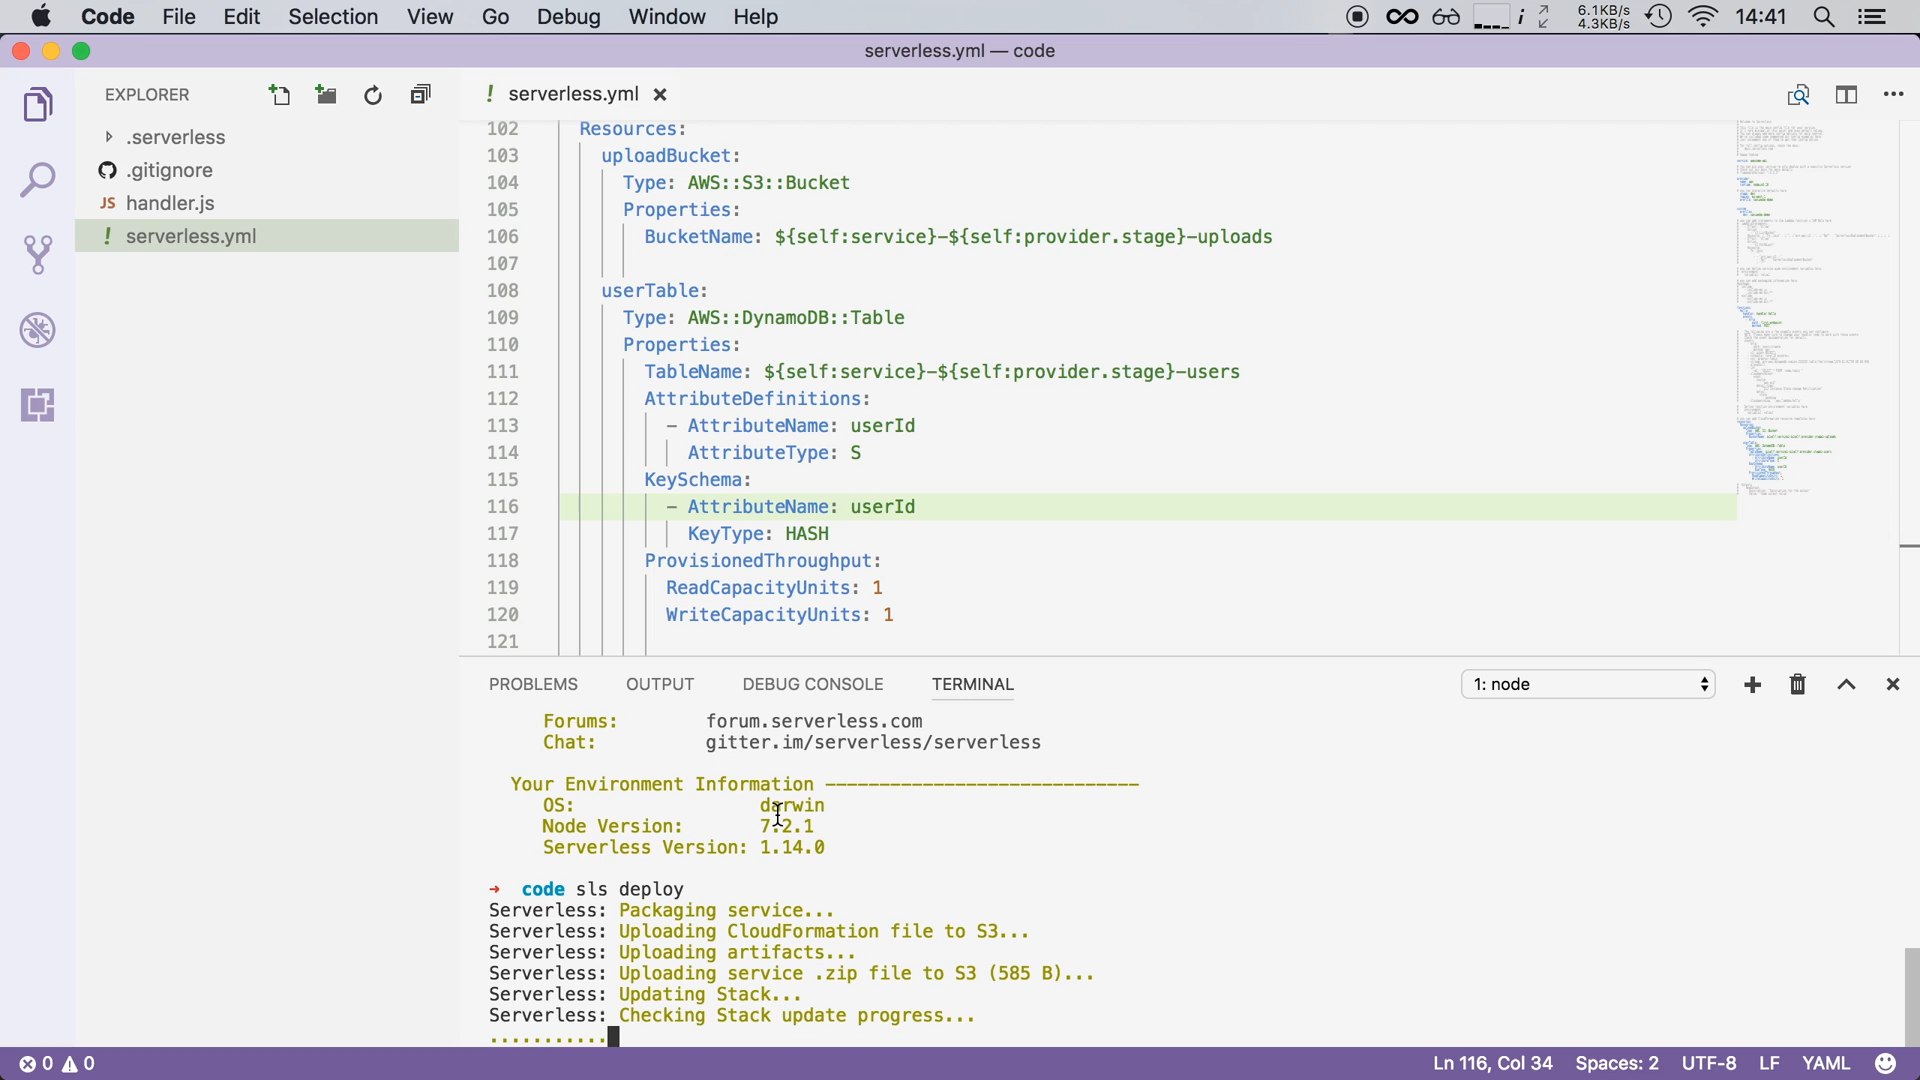 Code File Edit Selection View Go Debug Window Help
6.1KB/s
4.3KB/s
14:41
serverless.yml — code
EXPLORER
.serverless
.gitignore
JS handler.js
! serverless.yml
! serverless.yml
102 Resources:
103 uploadBucket:
104 Type: AWS::S3::Bucket
105 Properties:
106 BucketName: ${self:service}-${self:provider.stage}-uploads
107
108 userTable:
109 Type: AWS::DynamoDB::Table
110 Properties:
111 TableName: ${self:service}-${self:provider.stage}-users
112 AttributeDefinitions:
113 - AttributeName: userId
114 AttributeType: S
115 KeySchema:
116 - AttributeName: userId
117 KeyType: HASH
118 ProvisionedThroughput:
119 ReadCapacityUnits: 1
120 WriteCapacityUnits: 1
121
PROBLEMS OUTPUT DEBUG CONSOLE TERMINAL 1: node
Forums: forum.serverless.com
Chat: gitter.im/serverless/serverless
Your Environment Information -----------------------------
OS: darwin
Node Version: 7.2.1
Serverless Version: 1.14.0
→ code sls deploy
Serverless: Packaging service...
Serverless: Uploading CloudFormation file to S3...
Serverless: Uploading artifacts...
Serverless: Uploading service .zip file to S3 (585 B)...
Serverless: Updating Stack...
Serverless: Checking Stack update progress...
...........
0 0 Ln 116, Col 34 Spaces: 2 UTF-8 LF YAML